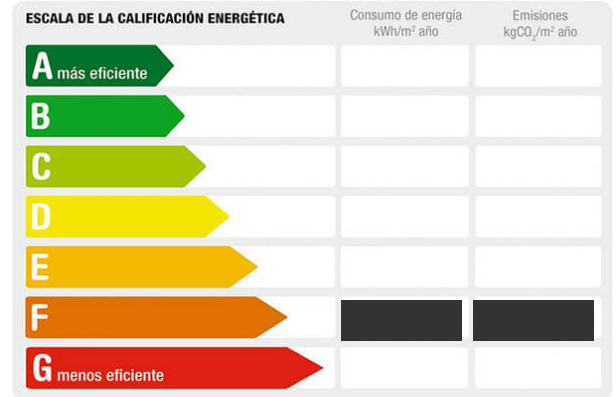 ESCALA DE LA CALIFICACIÓN ENERGÉTICA
Consumo de energía
kWh/m² año
Emisiones
kgCO₂/m² año
A más eficiente
B
C
D
E
F
G menos eficiente